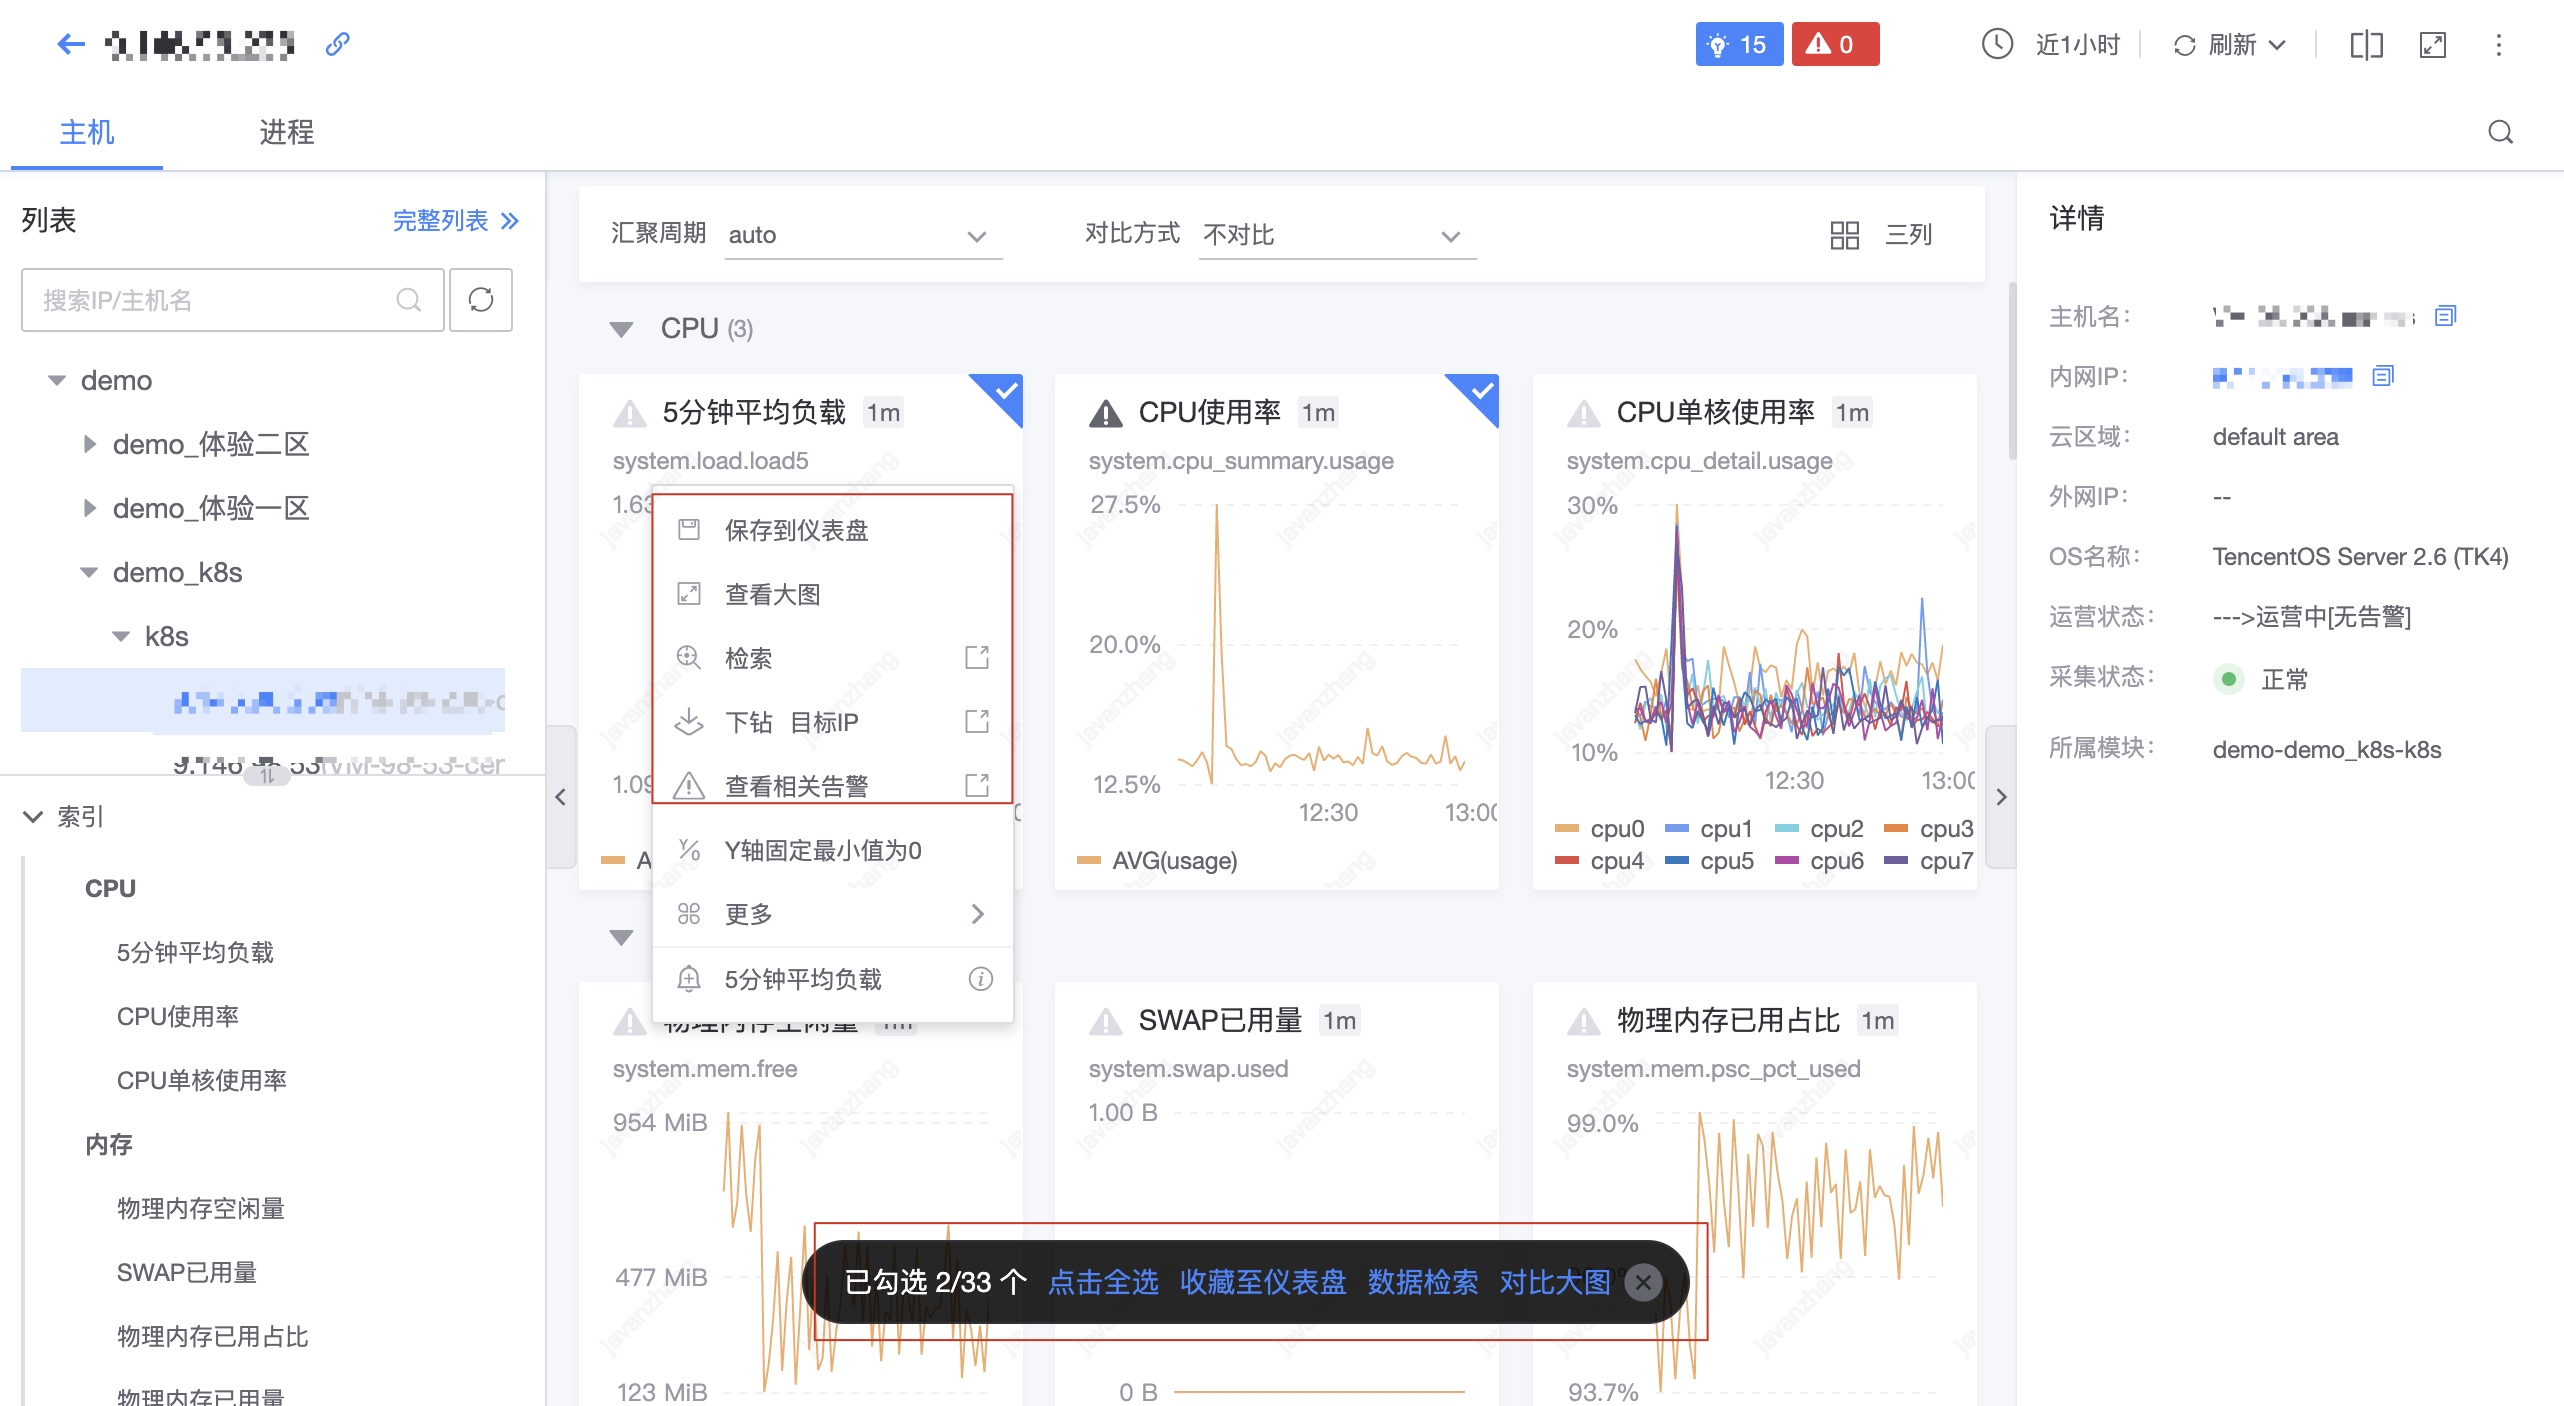 15
0
近1小时
刷新
主机
进程
列表
完整列表
搜索IP/主机名
demo
demo_体验二区
demo_体验一区
demo_k8s
k8s
索引
CPU
5分钟平均负载
CPU使用率
CPU单核使用率
内存
物理内存空闲量
SWAP已用量
物理内存已用占比
物理内存已用量
汇聚周期 auto
对比方式 不对比
三列
CPU (3)
5分钟平均负载 1m
system.load.load5
保存到仪表盘
查看大图
检索
下钻 目标IP
查看相关告警
Y轴固定最小值为0
更多
5分钟平均负载
CPU使用率 1m
system.cpu_summary.usage
27.5%
20.0%
12.5%
12:30
13:00
AVG(usage)
CPU单核使用率 1m
system.cpu_detail.usage
30%
20%
10%
12:30
13:00
cpu0 cpu1 cpu2 cpu3
cpu4 cpu5 cpu6 cpu7
物理内存空闲量 1m
system.mem.free
954 MiB
477 MiB
123 MiB
SWAP已用量 1m
system.swap.used
1.00 B
0 B
物理内存已用占比 1m
system.mem.psc_pct_used
99.0%
93.7%
已勾选 2/33 个 点击全选 收藏至仪表盘 数据检索 对比大图
详情
主机名:
内网IP:
云区域: default area
外网IP: --
OS名称: TencentOS Server 2.6 (TK4)
运营状态: --->运营中[无告警]
采集状态: 正常
所属模块: demo-demo_k8s-k8s
javanzhang